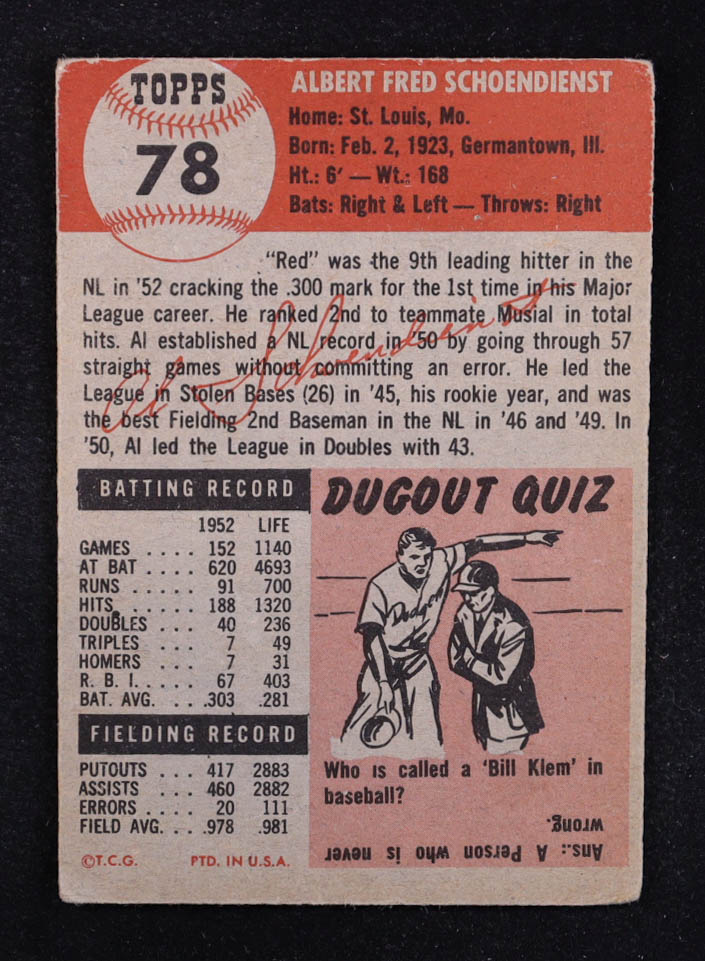 TOPPS
78
ALBERT FRED SCHOENDIENST
Home: St. Louis, Mo.
Born: Feb. 2, 1923, Germantown, Ill.
Ht.: 6' — Wt.: 168
Bats: Right & Left — Throws: Right
"Red" was the 9th leading hitter in the
NL in '52 cracking the .300 mark for the 1st time in his Major
League career. He ranked 2nd to teammate Musial in total
hits. Al established a NL record in '50 by going through 57
straight games without committing an error. He led the
League in Stolen Bases (26) in '45, his rookie year, and was
the best Fielding 2nd Baseman in the NL in '46 and '49. In
'50, Al led the League in Doubles with 43.
Al Schoendienst
BATTING RECORD
1952 LIFE
GAMES .... 152 1140
AT BAT .... 620 4693
RUNS .... 91 700
HITS .... 188 1320
DOUBLES ... 40 236
TRIPLES ... 7 49
HOMERS ... 7 31
R. B. I. .... 67 403
BAT. AVG. ... .303 .281
FIELDING RECORD
PUTOUTS ... 417 2883
ASSISTS ... 460 2882
ERRORS .... 20 111
FIELD AVG. ... .978 .981
©T.C.G. PTD. IN U.S.A.
DUGOUT QUIZ
Dodgers
Who is called a 'Bill Klem' in
baseball?
Ans.: A Person who is never
wrong.